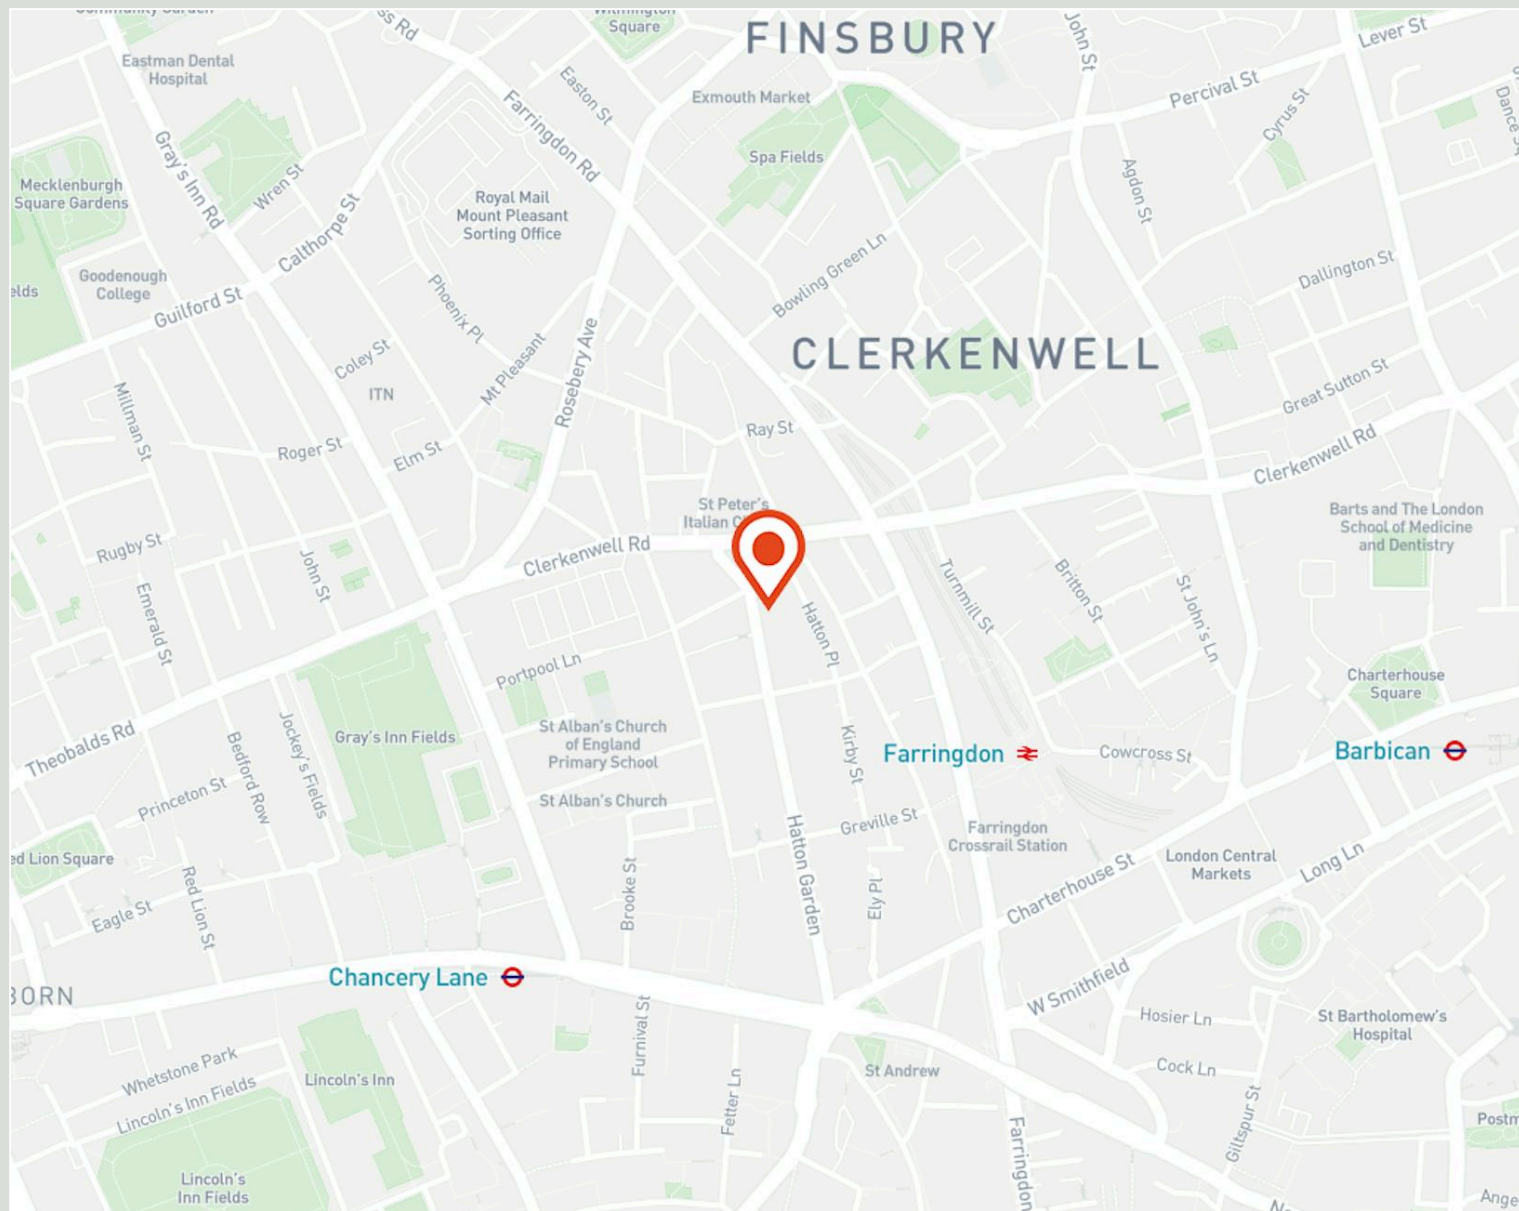 Community Garden
ss Rd
Wilmington
Square
FINSBURY
John St
Lever St
Eastman Dental
Hospital
Easton St
Exmouth Market
Percival St
Farringdon Rd
Cyrus St
Gray's Inn Rd
Spa Fields
Agdon St
Mecklenburgh
Square Gardens
Wren St
Royal Mail
Mount Pleasant
Sorting Office
Calthorpe St
Bowling Green Ln
Dallington St
Goodenough
College
elds
Guilford St
Phoenix Pl
Coley St
Mt Pleasant
Rosebery Ave
CLERKENWELL
ITN
Great Sutton St
Millman St
Roger St
Elm St
Ray St
Clerkenwell Rd
St Peter's
Italian
Barts and The London
School of Medicine
and Dentistry
Rugby St
John St
Clerkenwell Rd
Turnmill St
Britton St
St John's Ln
Emerald St
Hatton Pl
Portpool Ln
Charterhouse
Square
Theobalds Rd
Bedford Row
Jockey's Fields
Gray's Inn Fields
St Alban's Church
of England
Primary School
Kirby St
Farringdon
Cowcross St
Barbican
Princeton St
St Alban's Church
Greville St
Farringdon
Crossrail Station
Hatton Garden
ed Lion Square
Red Lion St
Eagle St
Brooke St
Ely Pl
Charterhouse St
London Central
Markets
Long Ln
Chancery Lane
BORN
W Smithfield
Hosier Ln
St Bartholomew's
Hospital
Furnival St
Whetstone Park
Lincoln's Inn
Lincoln's Inn Fields
Fetter Ln
St Andrew
Cock Ln
Giltspur St
Farringdon
Postm
Lincoln's
Inn Fields
Ange